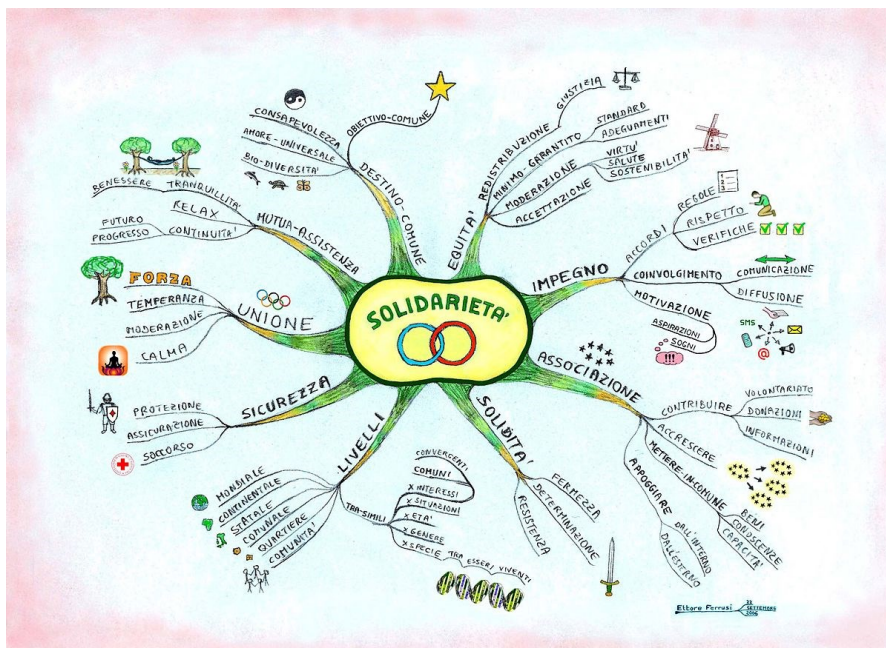 SOLIDARIETA'
EQUITA'
REDISTRIBUZIONE
GIUSTIZIA
MINIMO-GARANTITO
STANDARD
ADEGUAMENTI
MODERAZIONE
VIRTU'
SALUTE
SOSTENIBILITA'
ACCETTAZIONE
IMPEGNO
ACCORDI
REGOLE
RISPETTO
VERIFICHE
COINVOLGIMENTO
COMUNICAZIONE
DIFFUSIONE
MOTIVAZIONE
ASPIRAZIONI
SOGNI
!!!
SMS
@
ASSOCIAZIONE
CONTRIBUIRE
VOLONTARIATO
DONAZIONI
INFORMAZIONI
ACCRESCERE
METTERE-IN-COMUNE
BENI
CONOSCENZE
CAPACITA'
APPOGGIARE
DALL'INTERNO
DALL'ESTERNO
SOLIDITA'
FERMEZZA
DETERMINAZIONE
RESISTENZA
LIVELLI
TRA-SIMILI
CONVERGENTI
COMUNI
X INTERESSI
X SITUAZIONI
X ETA'
X GENERE
X SPECIE TRA ESSERI VIVENTI
MONDIALE
CONTINENTALE
STATALE
COMUNALE
QUARTIERE
COMUNITA'
SICUREZZA
PROTEZIONE
ASSICURAZIONE
SOCCORSO
UNIONE
FORZA
TEMPERANZA
MODERAZIONE
CALMA
MUTUA-ASSISTENZA
TRANQUILLITA'
BENESSERE
RELAX
CONTINUITA'
FUTURO
PROGRESSO
DESTINO-COMUNE
OBIETTIVO-COMUNE
CONSAPEVOLEZZA
AMORE-UNIVERSALE
BIO-DIVERSITA'
SETTEMBRE